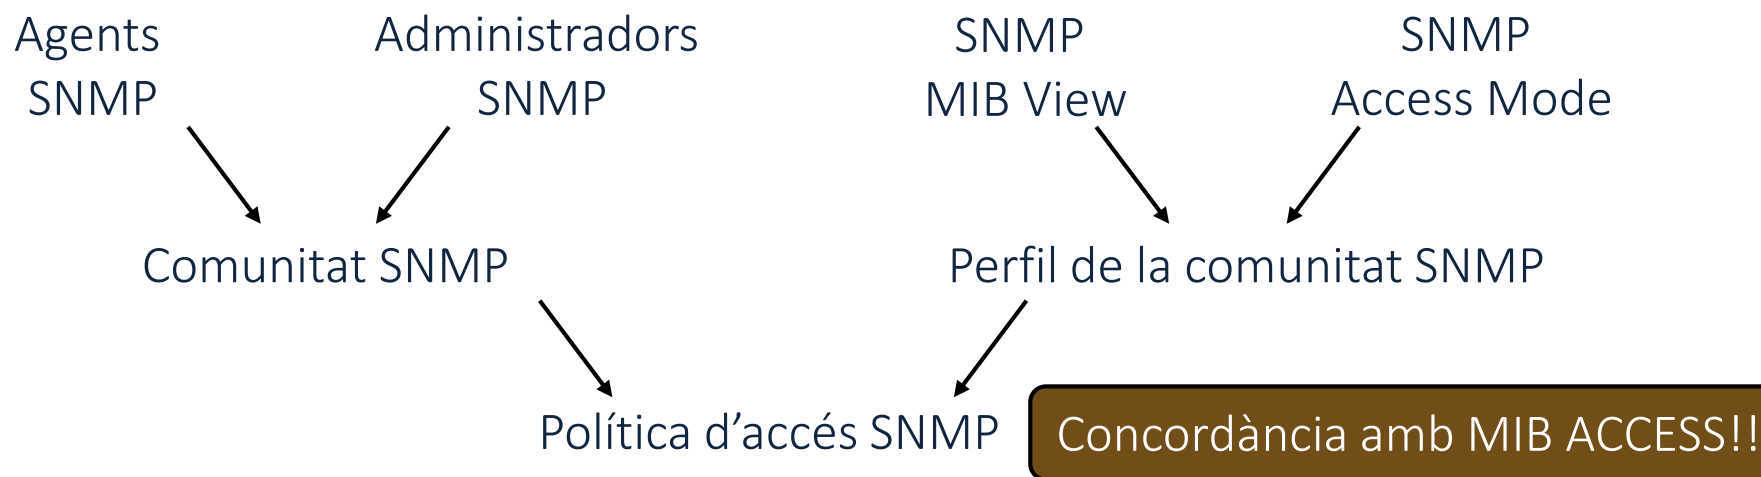 Agents
SNMP
Administradors
SNMP
SNMP
MIB View
SNMP
Access Mode
Comunitat SNMP
Perfil de la comunitat SNMP
Política d’accés SNMP
Concordància amb MIB ACCESS!!